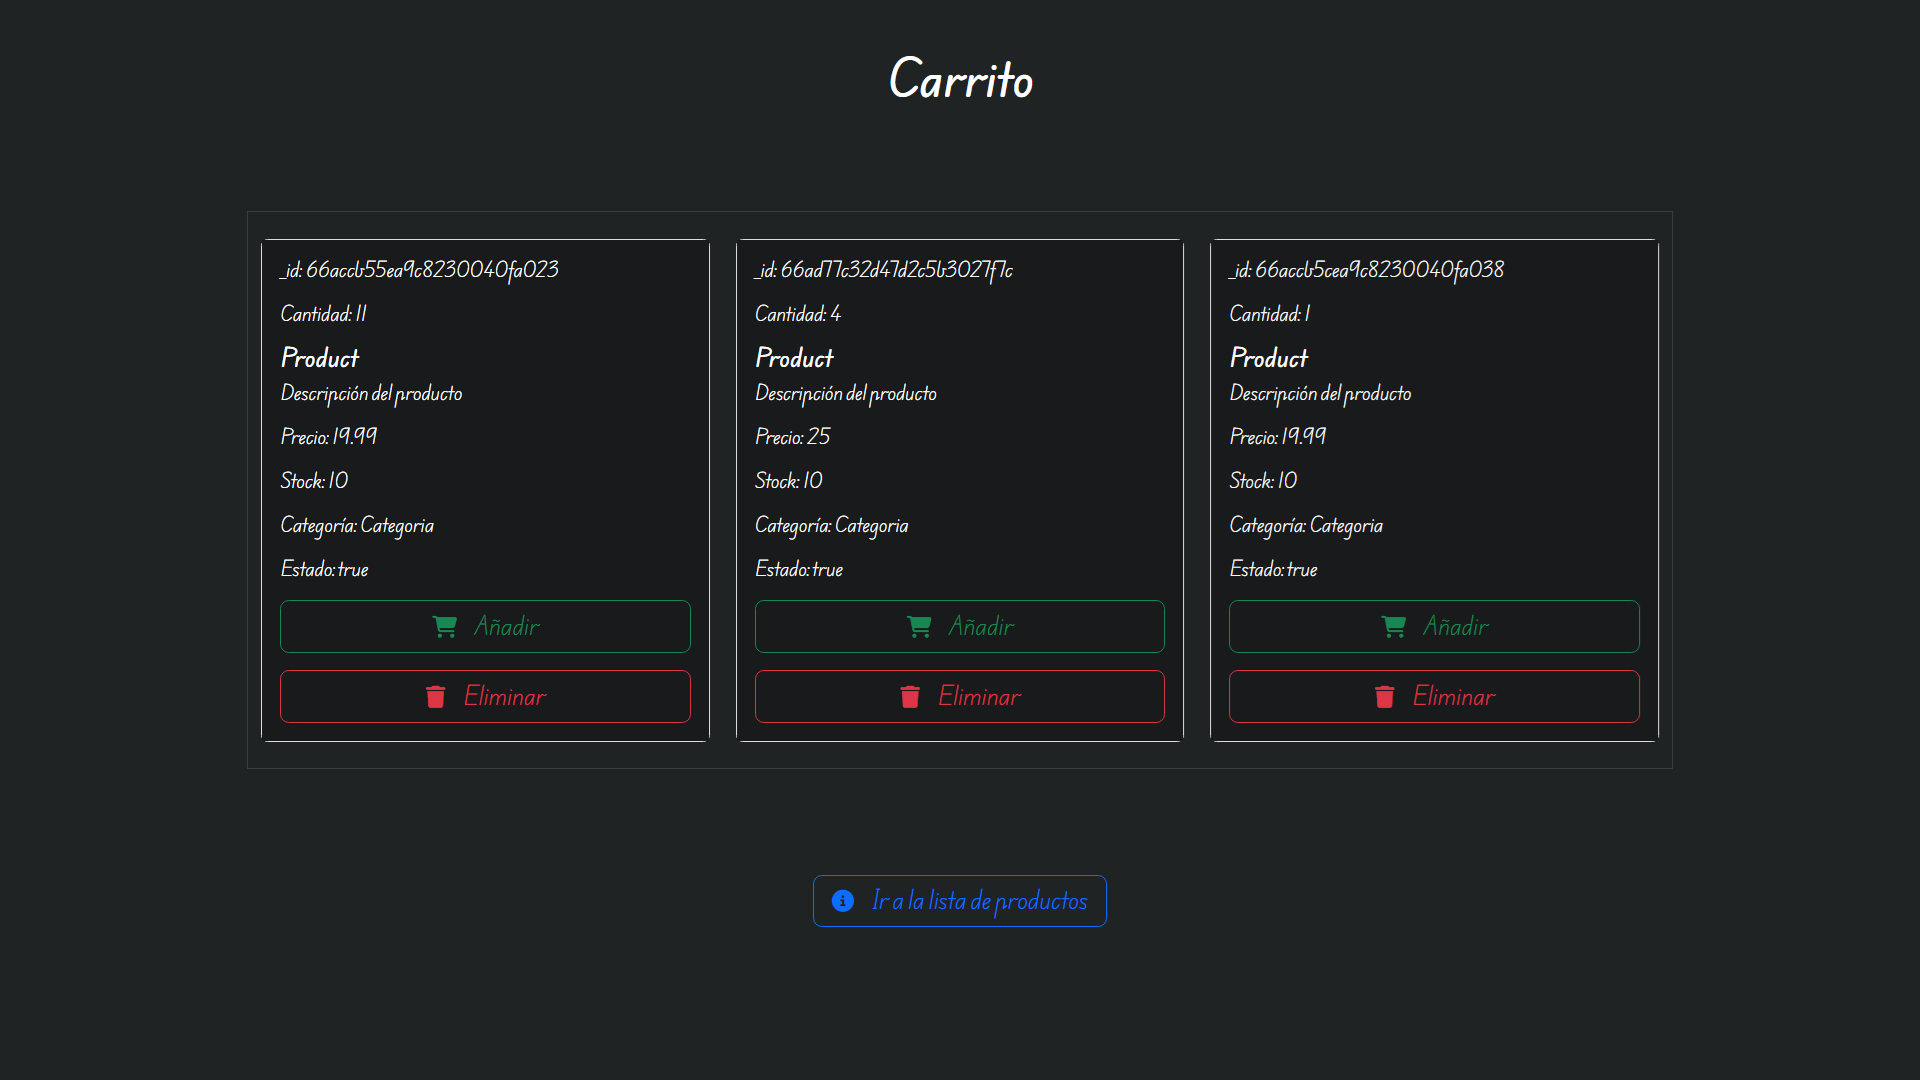 Carrito
_id: 66accb55ea9c8230040fa023
Cantidad: 11
Product
Descripción del producto
Precio: 19.99
Stock: 10
Categoría: Categoria
Estado: true
Añadir
Eliminar
_id: 66ad77c32d47d2c5b3027f7c
Cantidad: 4
Product
Descripción del producto
Precio: 25
Stock: 10
Categoría: Categoria
Estado: true
Añadir
Eliminar
_id: 66accb5cea9c8230040fa038
Cantidad: 1
Product
Descripción del producto
Precio: 19.99
Stock: 10
Categoría: Categoria
Estado: true
Añadir
Eliminar
Ir a la lista de productos